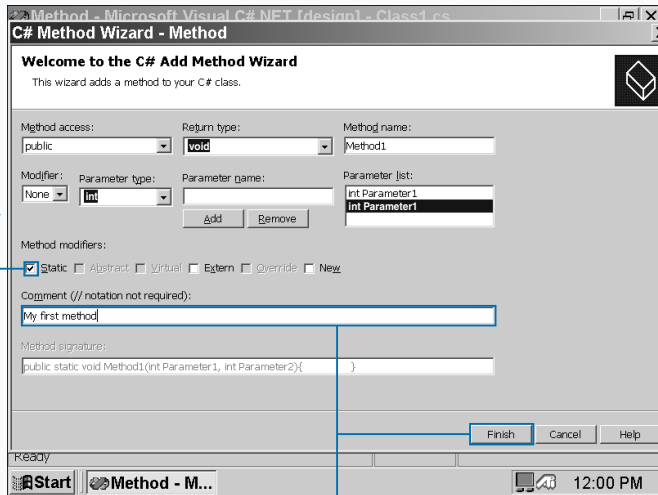 Method - Microsoft Visual C# .NET [design] - Class1.cs
C# Method Wizard - Method
Welcome to the C# Add Method Wizard
This wizard adds a method to your C# class.
Method access: Return type: Method name:
public void Method1
Modifier: Parameter type: Parameter name: Parameter list:
None int int Parameter1
int Parameter1
Add Remove
Method modifiers:
Static Abstract Virtual Extern Override New
Comment (// notation not required):
My first method
Method signature:
public static void Method1(int Parameter1, int Parameter2){ }
Finish Cancel Help
Ready
Start Method - M... 12:00 PM